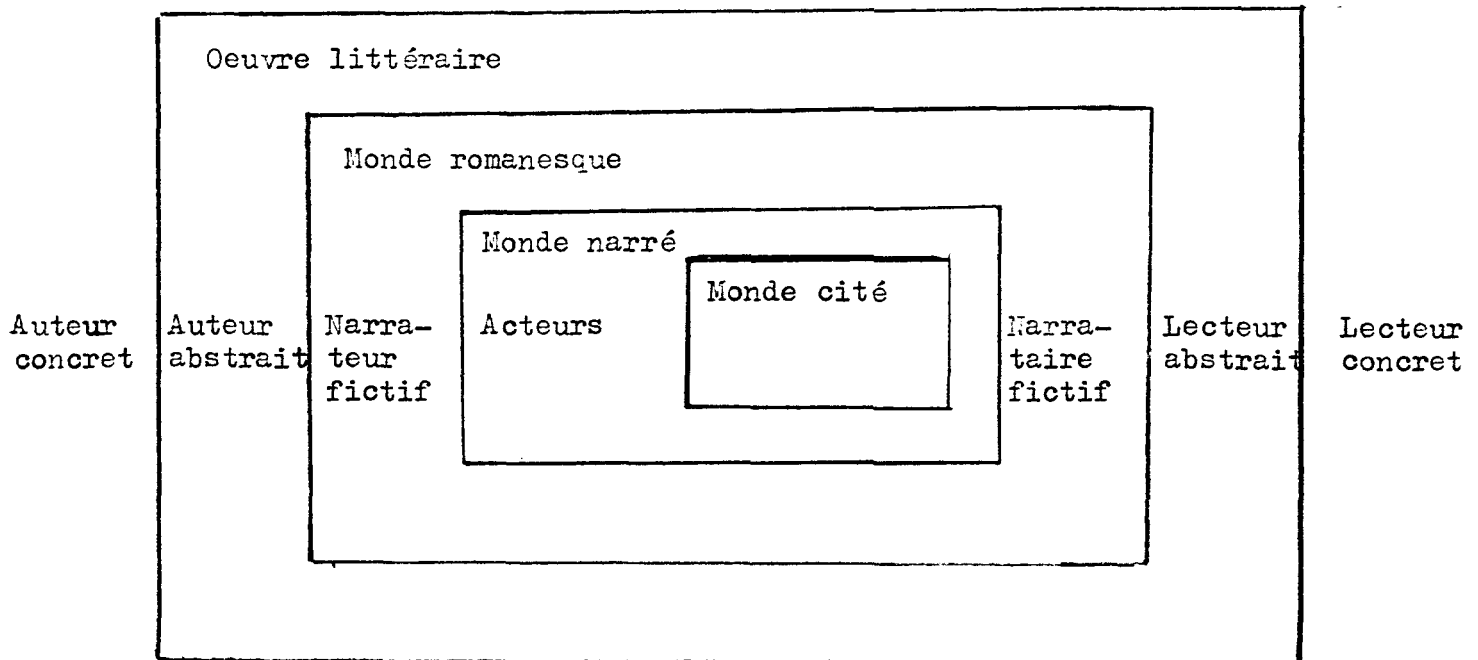 Oeuvre littéraire
Monde romanesque
Monde narré
Monde cité
Auteur concret
Auteur abstrait
Narra-
teur
fictif
Acteurs
Narra-
taire
fictif
Lecteur
abstrait
Lecteur
concret